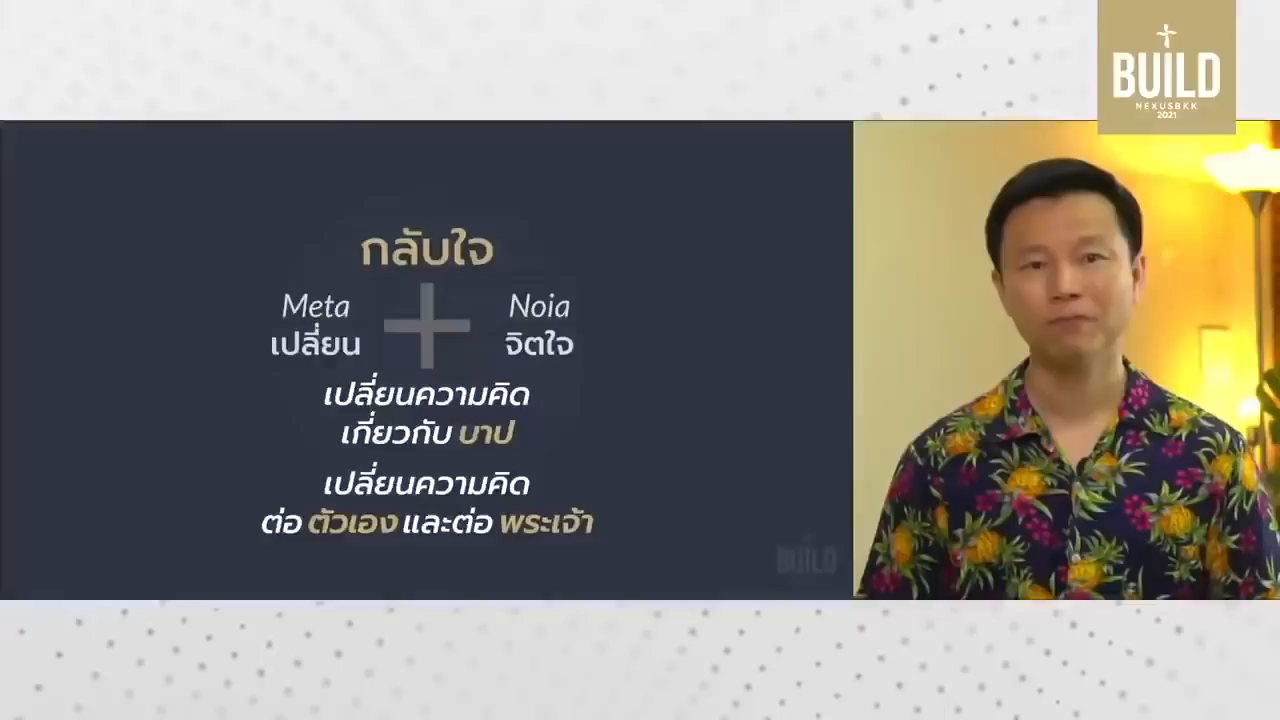 BUILD
NEXUSBKK
2021
กลับใจ
Meta
เปลี่ยน
Noia
จิตใจ
เปลี่ยนความคิด
เกี่ยวกับ บาป
เปลี่ยนความคิด
ต่อ ตัวเอง และต่อ พระเจ้า
BUILD